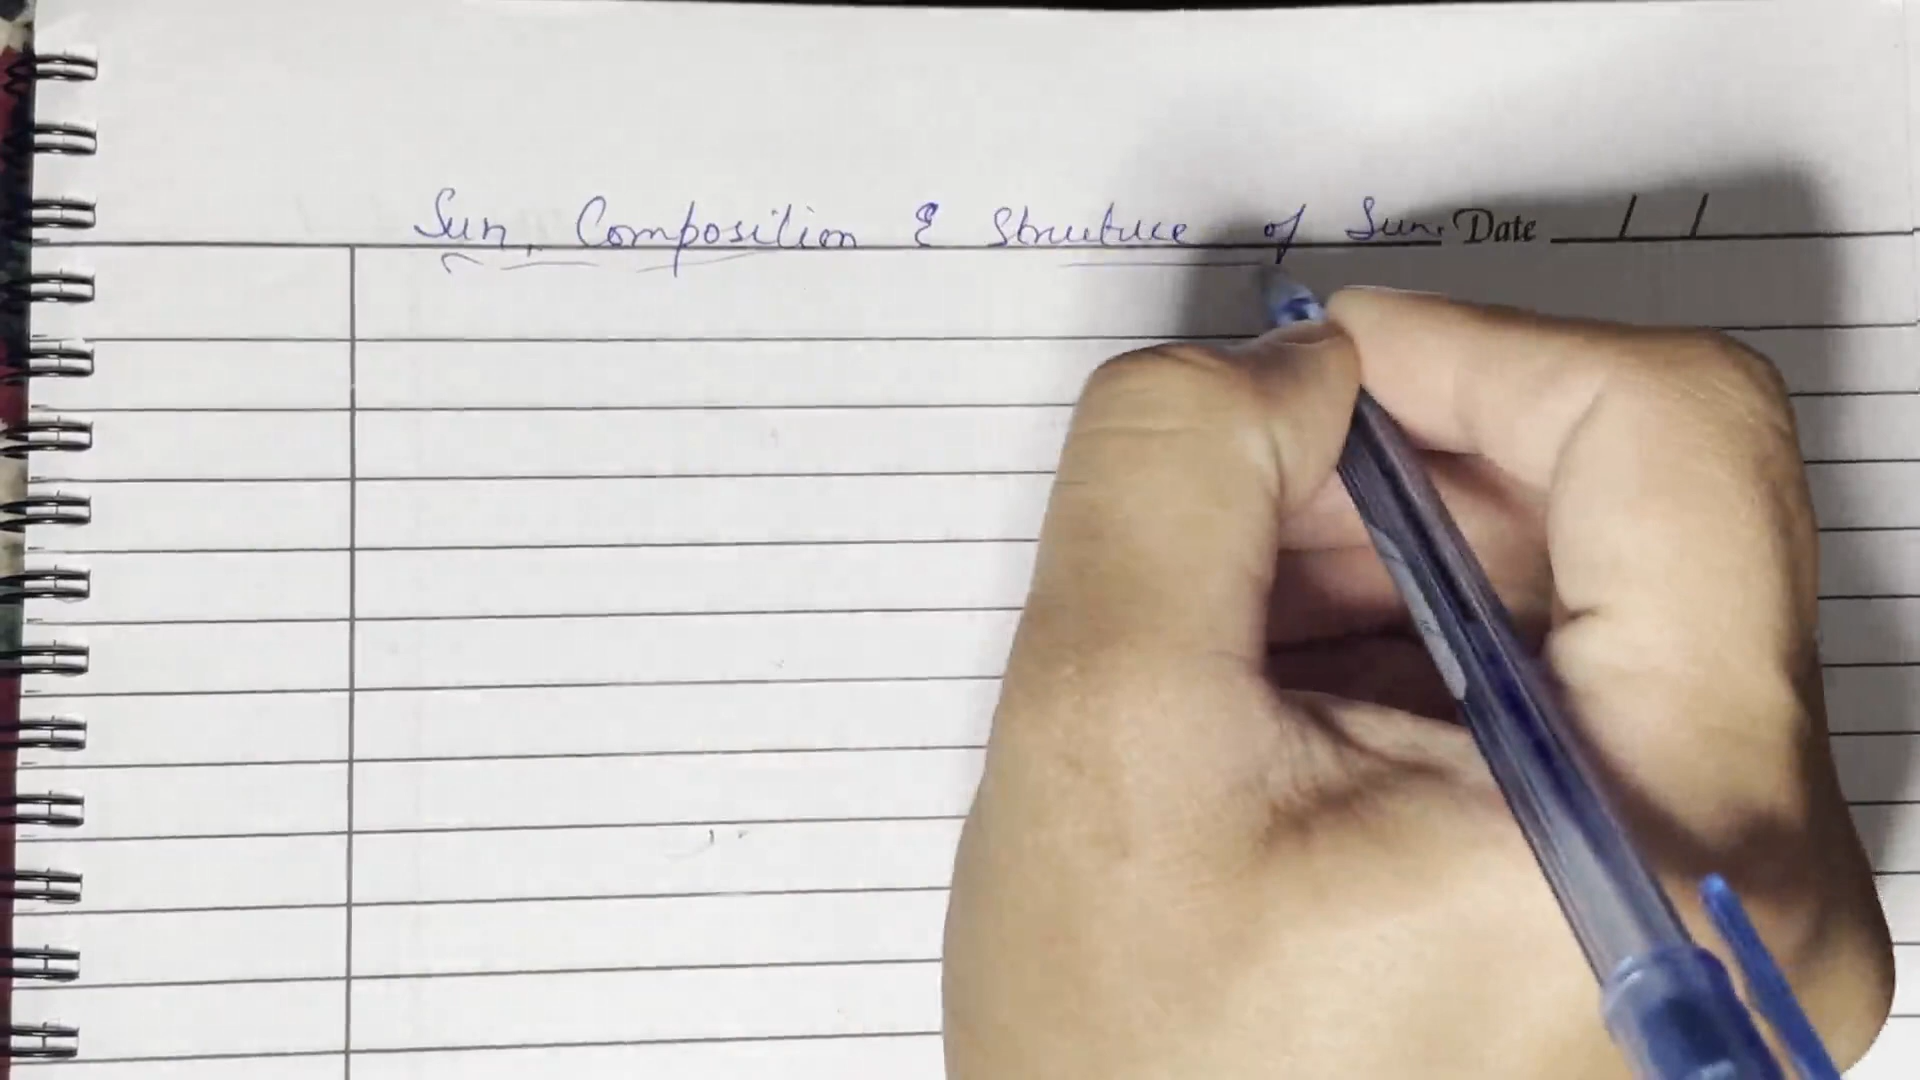 Sun, Composition & Structure of Sun. Date / /